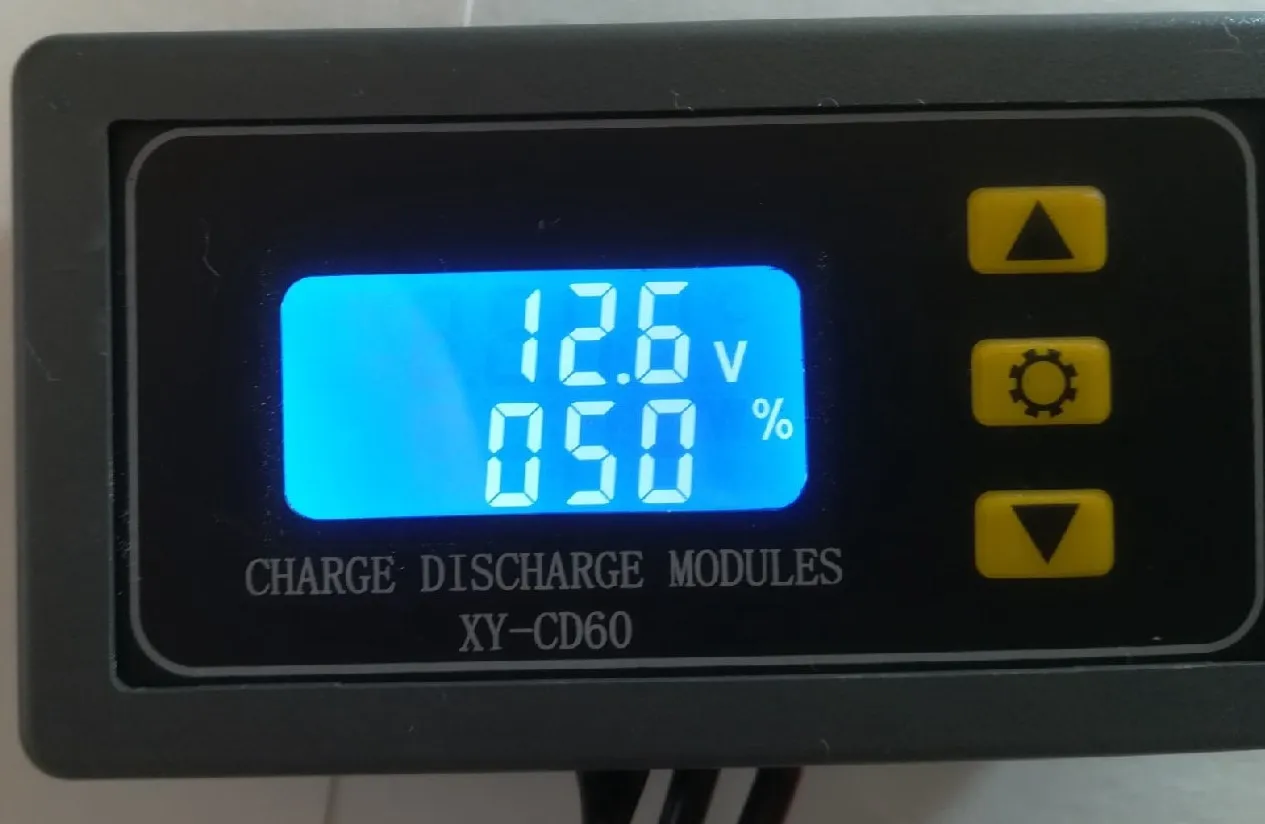 12.6 V
050 %
CHARGE DISCHARGE MODULES
XY-CD60